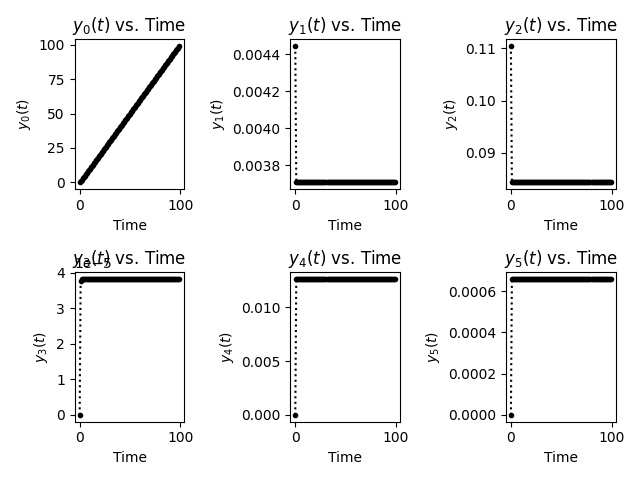 y₀(t) vs. Time
y₁(t) vs. Time
y₂(t) vs. Time
100
75
50
25
0
y₀(t)
0 100
Time
0.0044
0.0042
0.0040
0.0038
y₁(t)
0 100
Time
0.11
0.10
0.09
y₂(t)
0 100
Time
y₃(t) vs. Time
y₄(t) vs. Time
y₅(t) vs. Time
1e−5
4
3
2
1
0
y₃(t)
0 100
Time
0.010
0.005
0.000
y₄(t)
0 100
Time
0.0006
0.0004
0.0002
0.0000
y₅(t)
0 100
Time